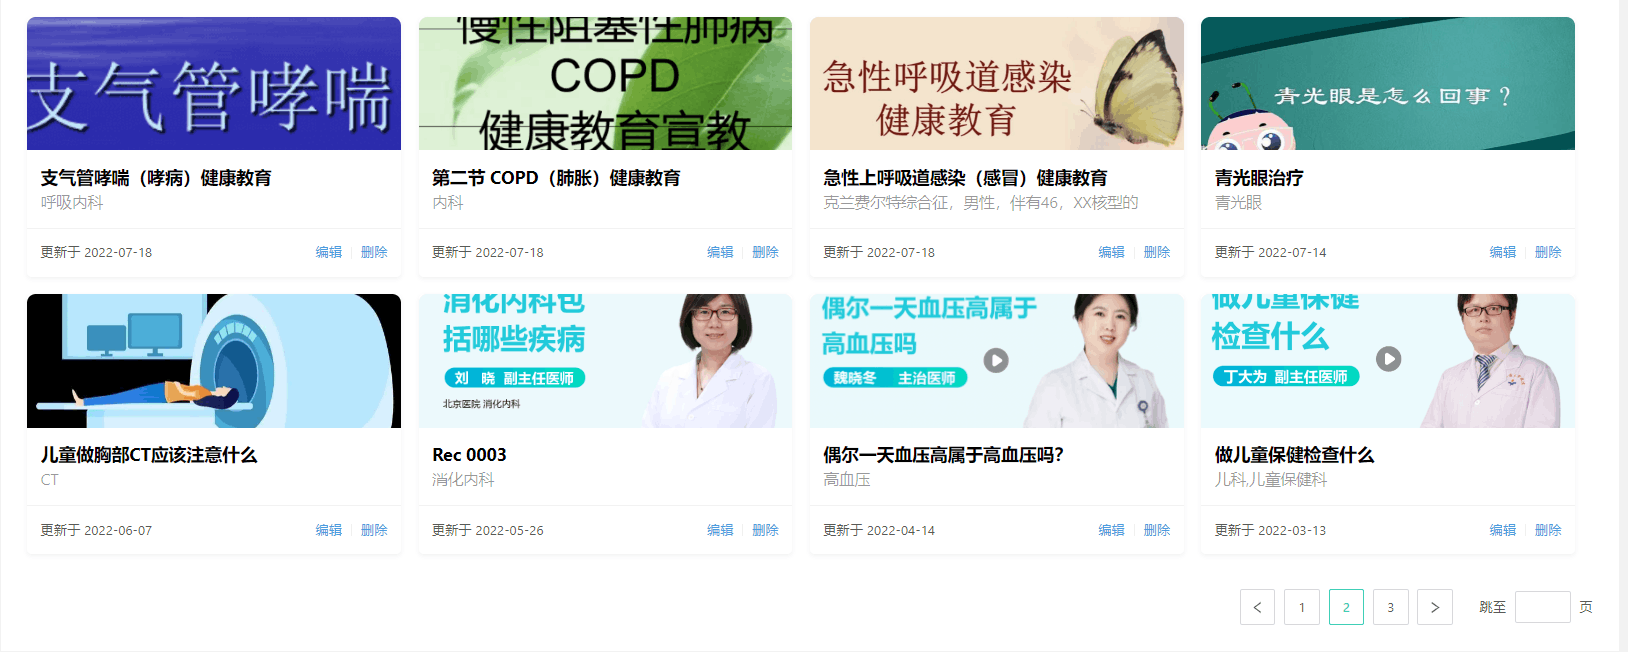 支气管哮喘
慢性阻塞性肺病
COPD
健康教育宣教
急性呼吸道感染
健康教育
青光眼是怎么回事？
支气管哮喘（哮病）健康教育
呼吸内科
第二节 COPD（肺胀）健康教育
内科
急性上呼吸道感染（感冒）健康教育
克兰费尔特综合征，男性，伴有46，XX核型的
青光眼治疗
青光眼
更新于 2022-07-18 编辑 删除
更新于 2022-07-18 编辑 删除
更新于 2022-07-18 编辑 删除
更新于 2022-07-14 编辑 删除
消化内科包
括哪些疾病
刘 晓 副主任医师
北京医院 消化内科
偶尔一天血压高属于
高血压吗
魏晓冬 主治医师
做儿童保健
检查什么
丁大为 副主任医师
儿童做胸部CT应该注意什么
CT
Rec 0003
消化内科
偶尔一天血压高属于高血压吗?
高血压
做儿童保健检查什么
儿科,儿童保健科
更新于 2022-06-07 编辑 删除
更新于 2022-05-26 编辑 删除
更新于 2022-04-14 编辑 删除
更新于 2022-03-13 编辑 删除
< 1 2 3 > 跳至 页